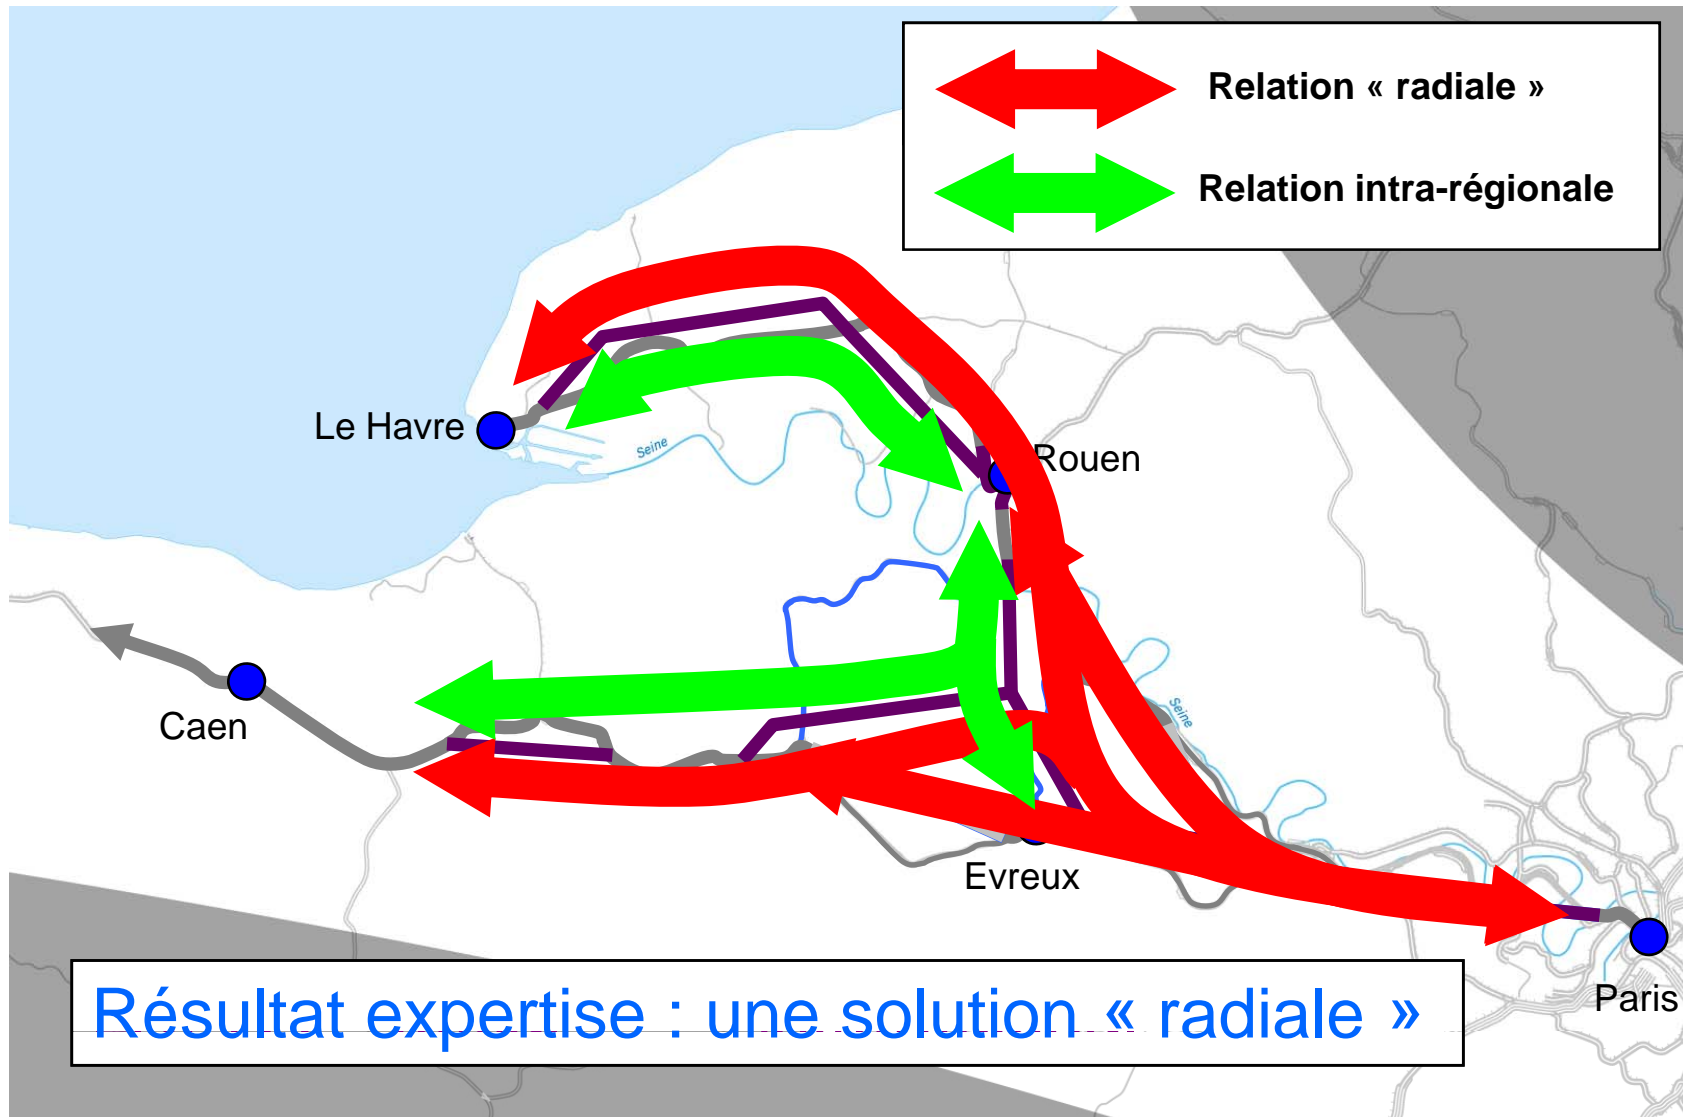 Relation « radiale »
Relation intra-régionale
Le Havre
Seine
Rouen
Caen
Seine
Evreux
Paris
Résultat expertise : une solution « radiale »